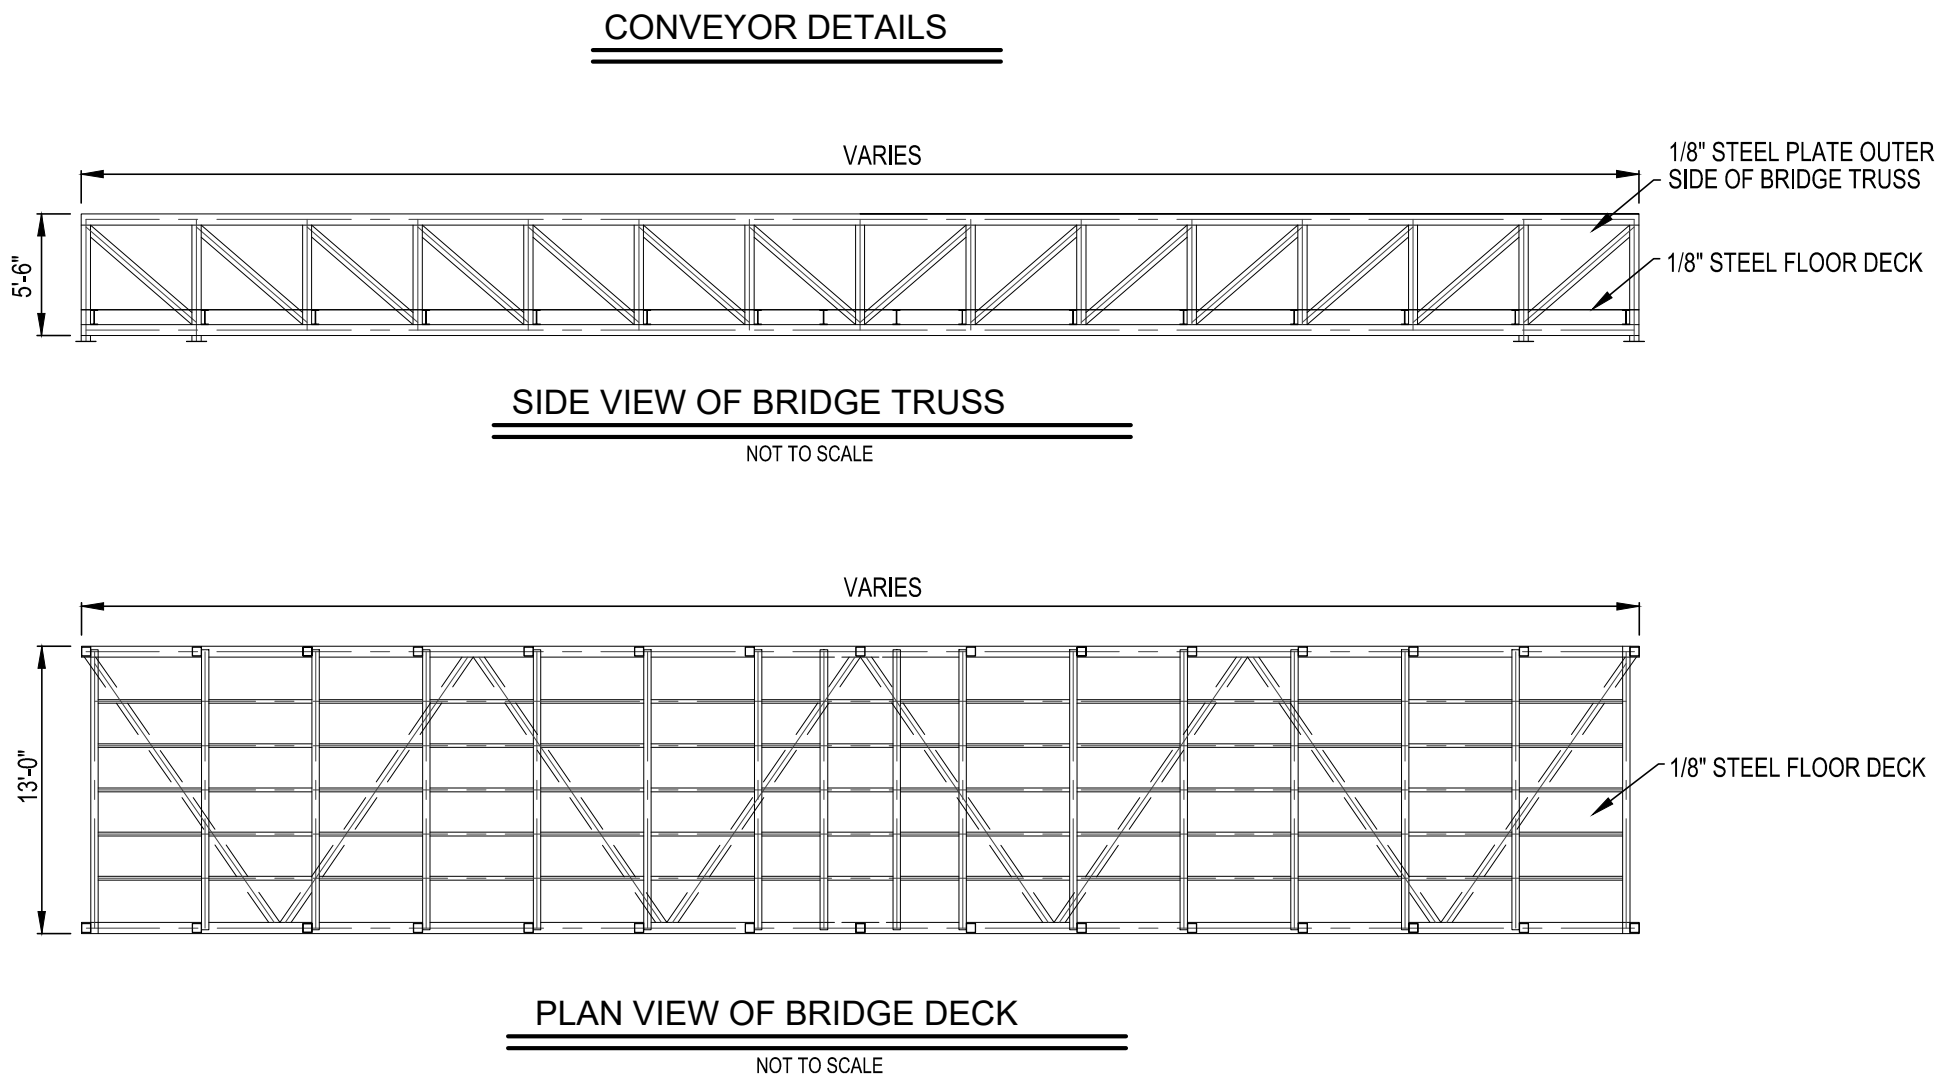 CONVEYOR DETAILS
VARIES
1/8" STEEL PLATE OUTER
SIDE OF BRIDGE TRUSS
5'-6"
1/8" STEEL FLOOR DECK
SIDE VIEW OF BRIDGE TRUSS
NOT TO SCALE
VARIES
13'-0"
1/8" STEEL FLOOR DECK
PLAN VIEW OF BRIDGE DECK
NOT TO SCALE